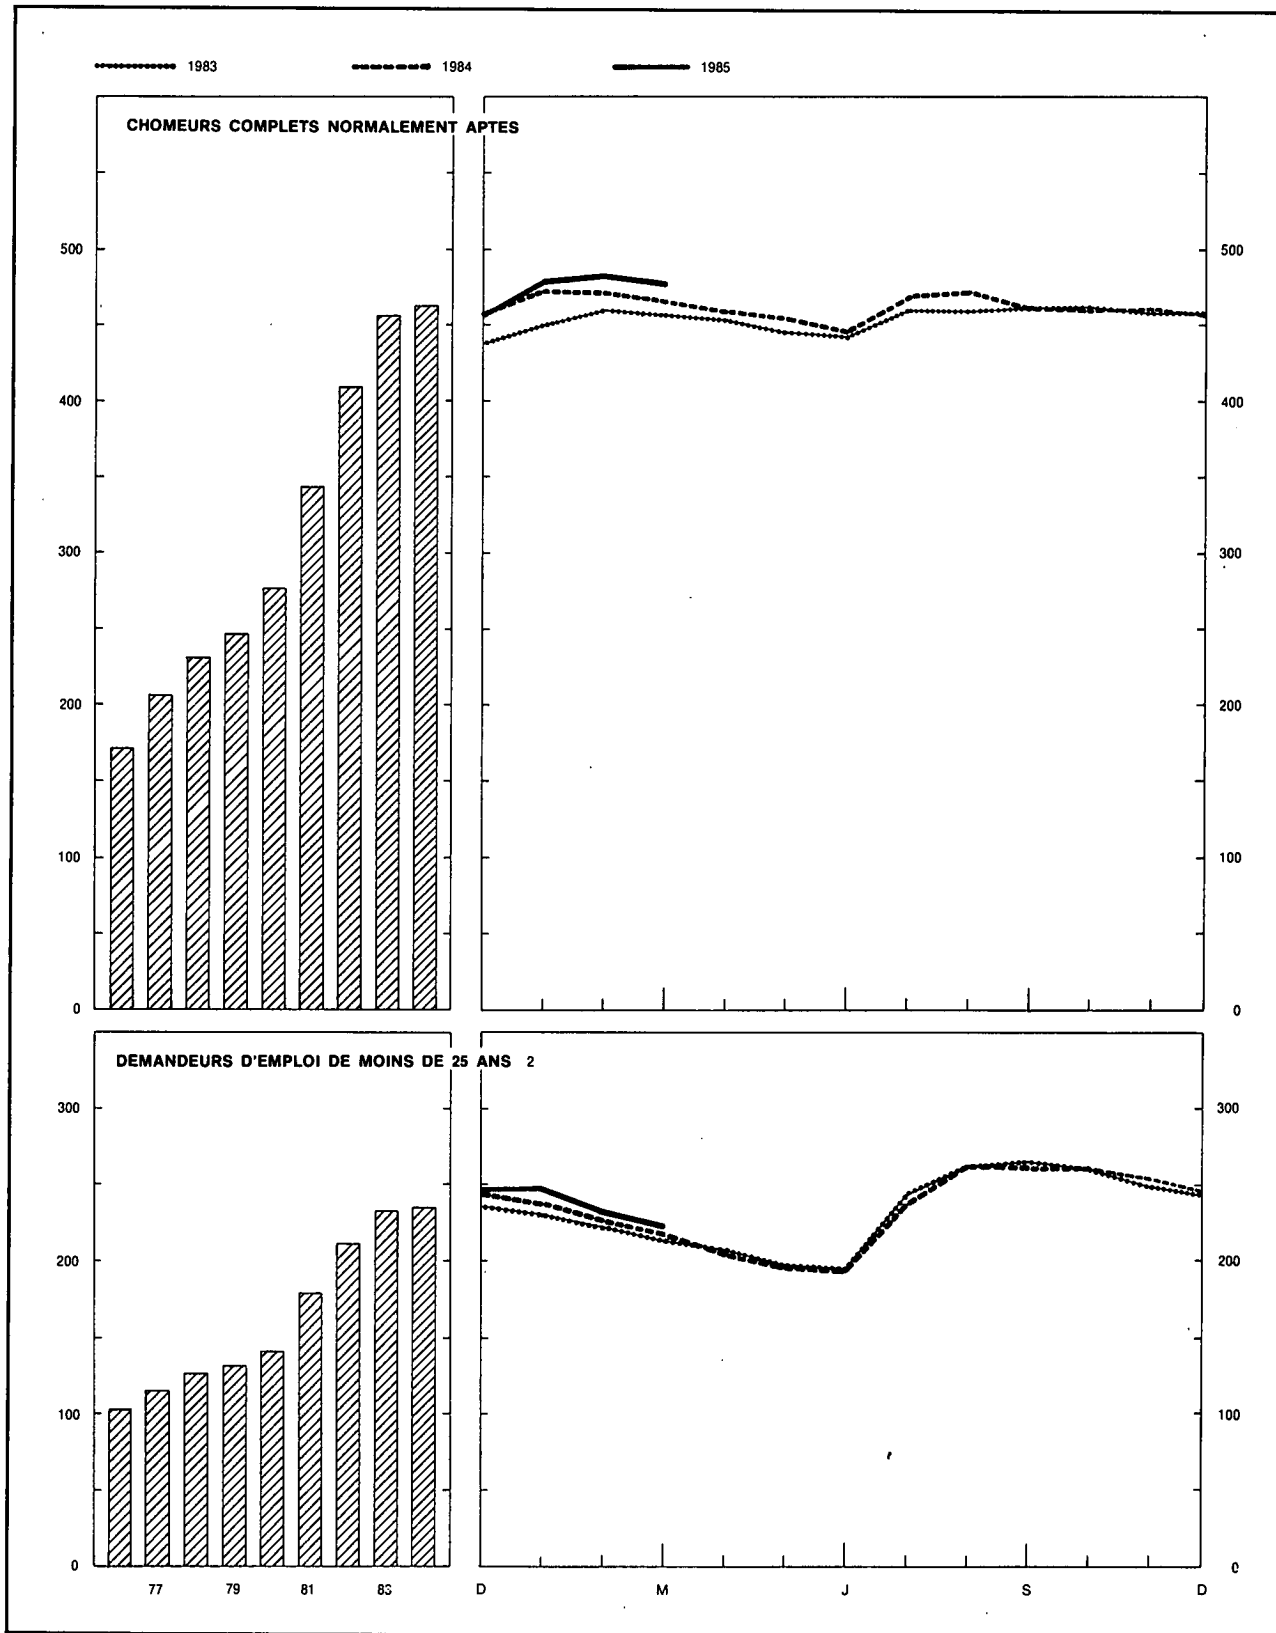 1983 1984 1985
CHOMEURS COMPLETS NORMALEMENT APTES
500 500
400 400
300 300
200 200
100 100
0 0
DEMANDEURS D'EMPLOI DE MOINS DE 25 ANS 2
300 300
200 200
100 100
0 0
77 79 81 83 D M J S D